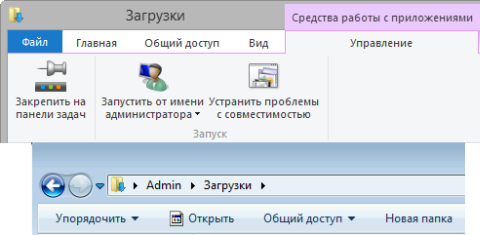 Загрузки
Средства работы с приложениями
Файл Главная Общий доступ Вид Управление
Закрепить на панели задач
Запустить от имени администратора
Устранить проблемы с совместимостью
Запуск
Admin Загрузки
Упорядочить Открыть Общий доступ Новая папка